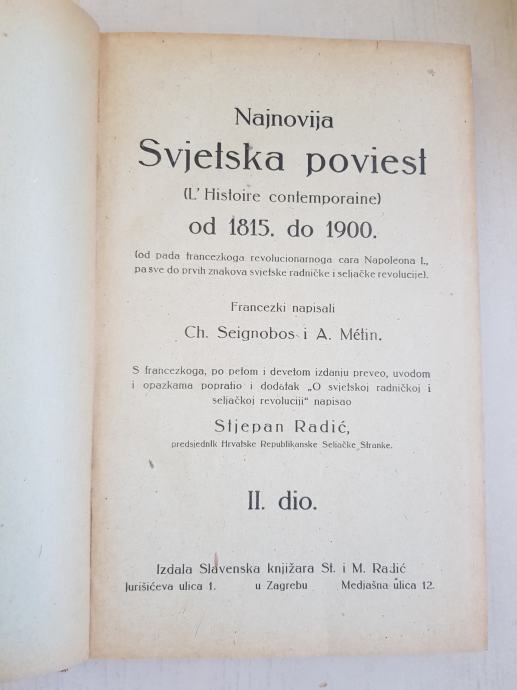 Najnovija
Svjetska poviest
(L' Histoire contemporaine)
od 1815. do 1900.
(od pada francezkoga revolucionarnoga cara Napoleona I.,
pa sve do prvih znakova svjetske radničke i seljačke revolucije).
Francezki napisali
Ch. Seignobos i A. Métin.
S francezkoga, po petom i devetom izdanju preveo, uvodom
i opazkama popratio i dodatak „O svjetskoj radničkoj i
seljačkoj revoluciji" napisao
Stjepan Radić,
predsjednik Hrvatske Republikanske Seljačke Stranke.
II. dio.
Izdala Slavenska knjižara St. i M. Radić
Jurišićeva ulica 1. u Zagrebu Medjašna ulica 12.